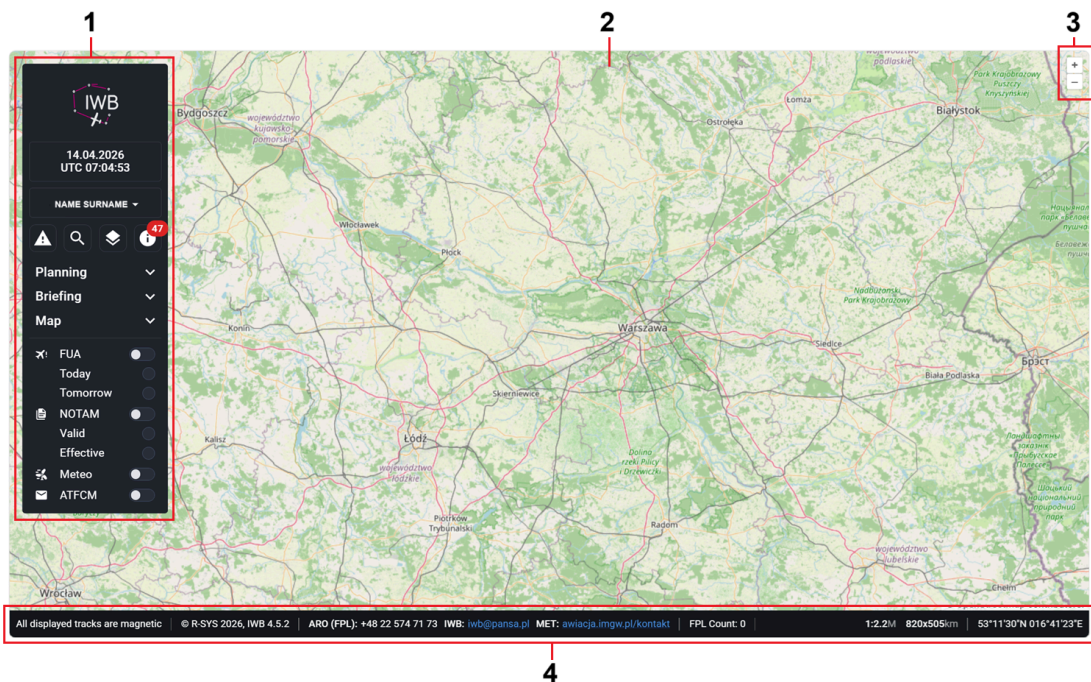 1
2
3
województwo
podlaskie
+
−
Park Krajobrazowy
Puszczy
Knyszyńskiej
IWB
Łomża
Bydgoszcz
województwo
kujawsko-
pomorskie
Białystok
Ostrołęka
14.04.2026
UTC 07:04:53
NAME SURNAME
47
Włocławek
Płock
Planning
Briefing
Map
Nadbużański
Park Krajobrazowy
Konin
Warszawa
Siedlce
Брэст
FUA
Today
Tomorrow
Biała Podlaska
Skierniewice
NOTAM
Valid
Effective
Kalisz
Łódź
województwo
łódzkie
Dolina
rzeki Pilicy
i Drzewiczki
Meteo
ATFCM
Piotrków
Trybunalski
Radom
województwo
lubelskie
Chełm
Wrocław
All displayed tracks are magnetic
© R-SYS 2026, IWB 4.5.2
ARO (FPL): +48 22 574 71 73 IWB: iwb@pansa.pl MET: awiacja.imgw.pl/kontakt
FPL Count: 0
1:2.2M 820x505km
53°11'30"N 016°41'23"E
4